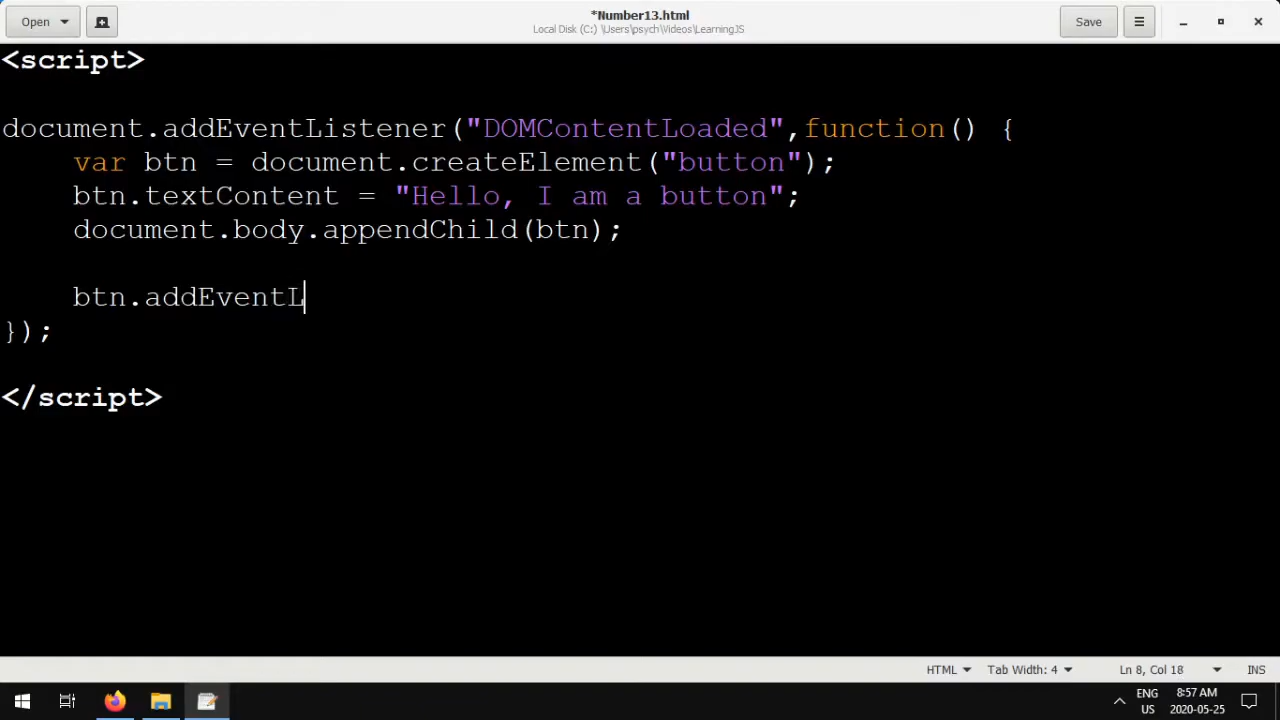 Open
*Number13.html
Local Disk (C:) \Users\psych\Videos\LearningJS
Save
<script>
document.addEventListener("DOMContentLoaded",function() {
    var btn = document.createElement("button");
    btn.textContent = "Hello, I am a button";
    document.body.appendChild(btn);
    btn.addEventL
});
</script>
HTML
Tab Width: 4
Ln 8, Col 18
INS
ENG
US
8:57 AM
2020-05-25